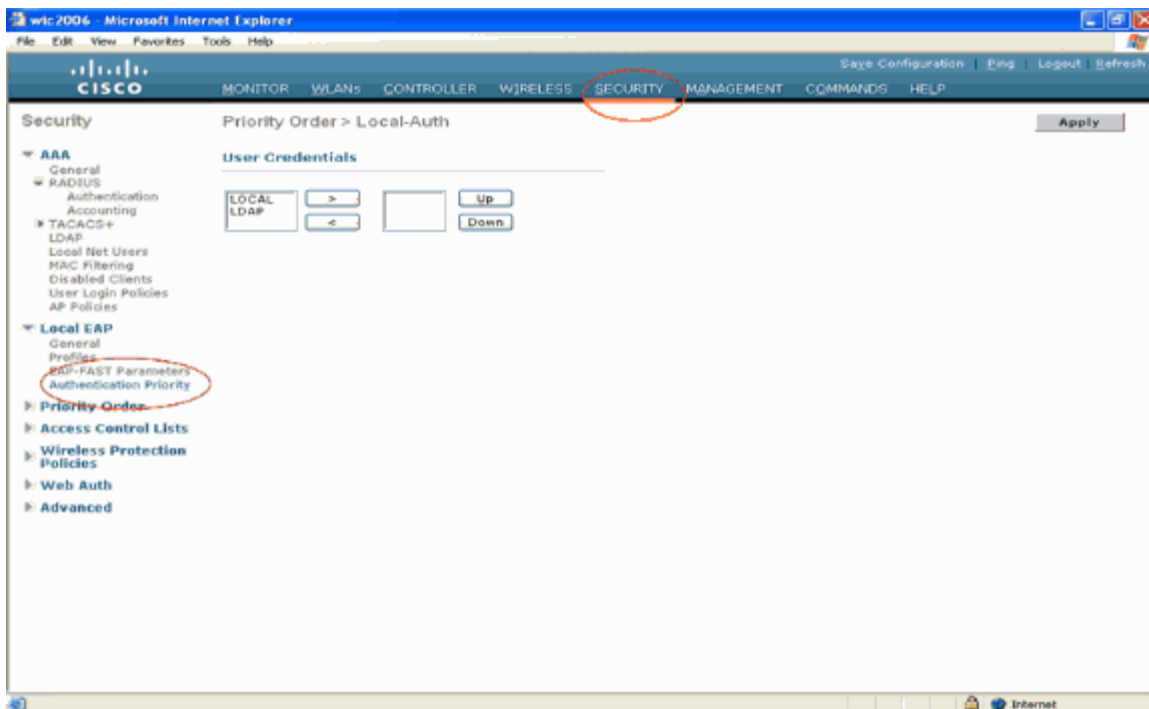 wlc2006 - Microsoft Internet Explorer
File Edit View Favorites Tools Help
Save Configuration | Ping | Logout | Refresh
CISCO
MONITOR WLANs CONTROLLER WIRELESS SECURITY MANAGEMENT COMMANDS HELP
Security
Priority Order > Local-Auth
Apply
User Credentials
LOCAL
LDAP
>
<
Up
Down
AAA
General
RADIUS
Authentication
Accounting
TACACS+
LDAP
Local Net Users
MAC Filtering
Disabled Clients
User Login Policies
AP Policies
Local EAP
General
Profiles
EAP-FAST Parameters
Authentication Priority
Priority Order
Access Control Lists
Wireless Protection
Policies
Web Auth
Advanced
Internet